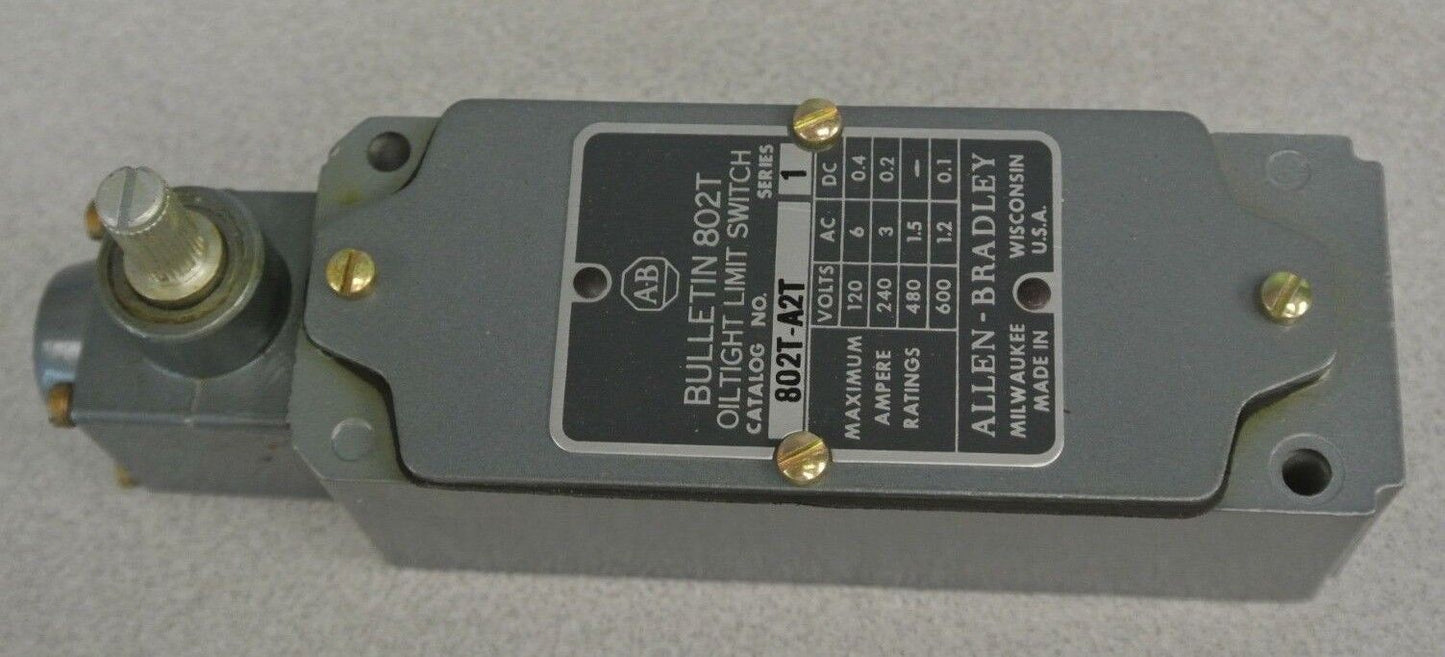 A-B
BULLETIN 802T
OILTIGHT LIMIT SWITCH
CATALOG NO. SERIES
802T-A2T 1
MAXIMUM AMPERE RATINGS
VOLTS AC DC
120 6 0.4
240 3 0.2
480 1.5 –
600 1.2 0.1
ALLEN-BRADLEY
MILWAUKEE WISCONSIN
MADE IN U.S.A.